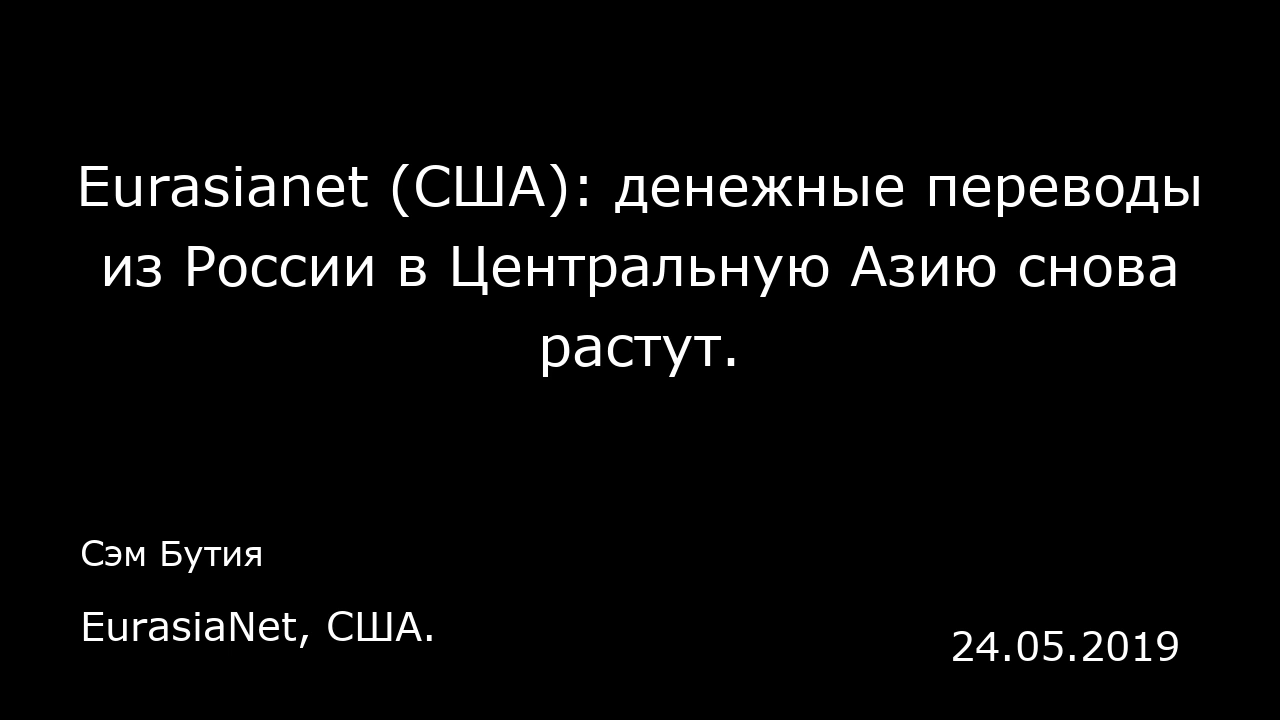 Eurasianet (США): денежные переводы
из России в Центральную Азию снова
растут.
Сэм Бутия
EurasiaNet, США.
24.05.2019